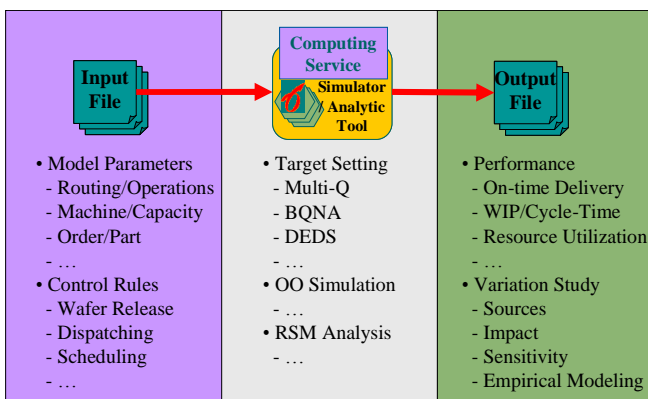 Input
File
• Model Parameters
- Routing/Operations
- Machine/Capacity
- Order/Part
- …
• Control Rules
- Wafer Release
- Dispatching
- Scheduling
- …
Computing
Service
Simulator
/ Analytic
Tool
• Target Setting
- Multi-Q
- BQNA
- DEDS
- …
• OO Simulation
- …
• RSM Analysis
- …
Output
File
• Performance
- On-time Delivery
- WIP/Cycle-Time
- Resource Utilization
- …
• Variation Study
- Sources
- Impact
- Sensitivity
- Empirical Modeling